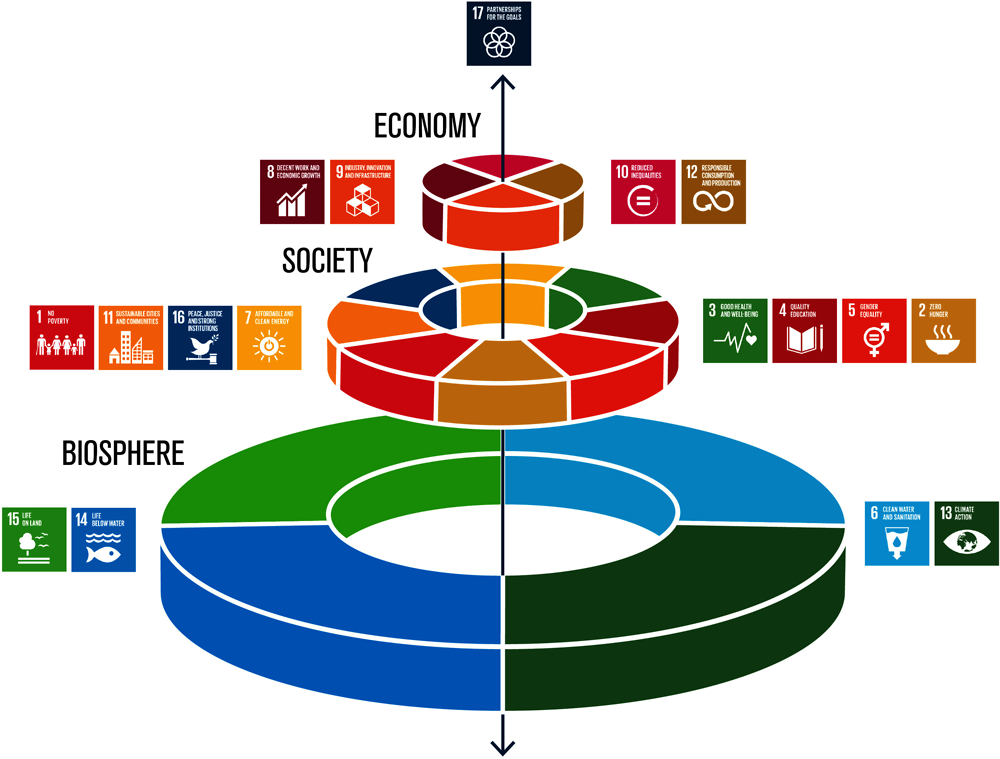 17 PARTNERSHIPS
FOR THE GOALS
ECONOMY
8 DECENT WORK AND
ECONOMIC GROWTH
9 INDUSTRY, INNOVATION
AND INFRASTRUCTURE
10 REDUCED
INEQUALITIES
12 RESPONSIBLE
CONSUMPTION
AND PRODUCTION
SOCIETY
1 NO
POVERTY
11 SUSTAINABLE CITIES
AND COMMUNITIES
16 PEACE, JUSTICE
AND STRONG
INSTITUTIONS
7 AFFORDABLE AND
CLEAN ENERGY
3 GOOD HEALTH
AND WELL-BEING
4 QUALITY
EDUCATION
5 GENDER
EQUALITY
2 ZERO
HUNGER
BIOSPHERE
15 LIFE
ON LAND
14 LIFE
BELOW WATER
6 CLEAN WATER
AND SANITATION
13 CLIMATE
ACTION